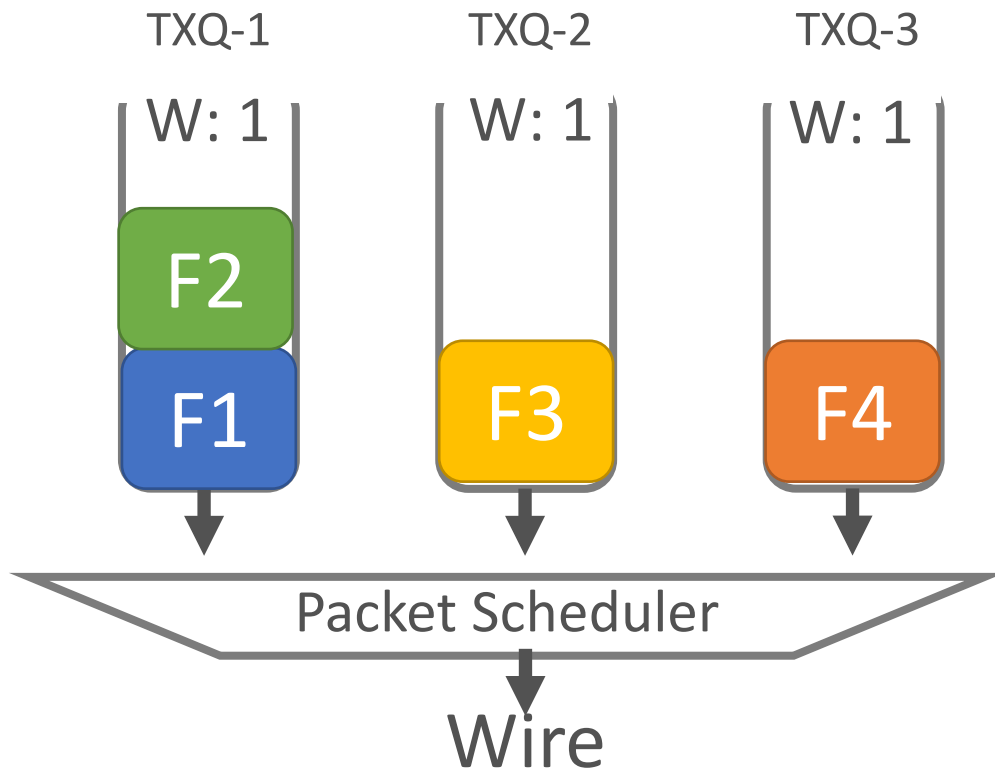 TXQ-1 TXQ-2 TXQ-3
W: 1 W: 1 W: 1
F2
F1 F3 F4
Packet Scheduler
Wire